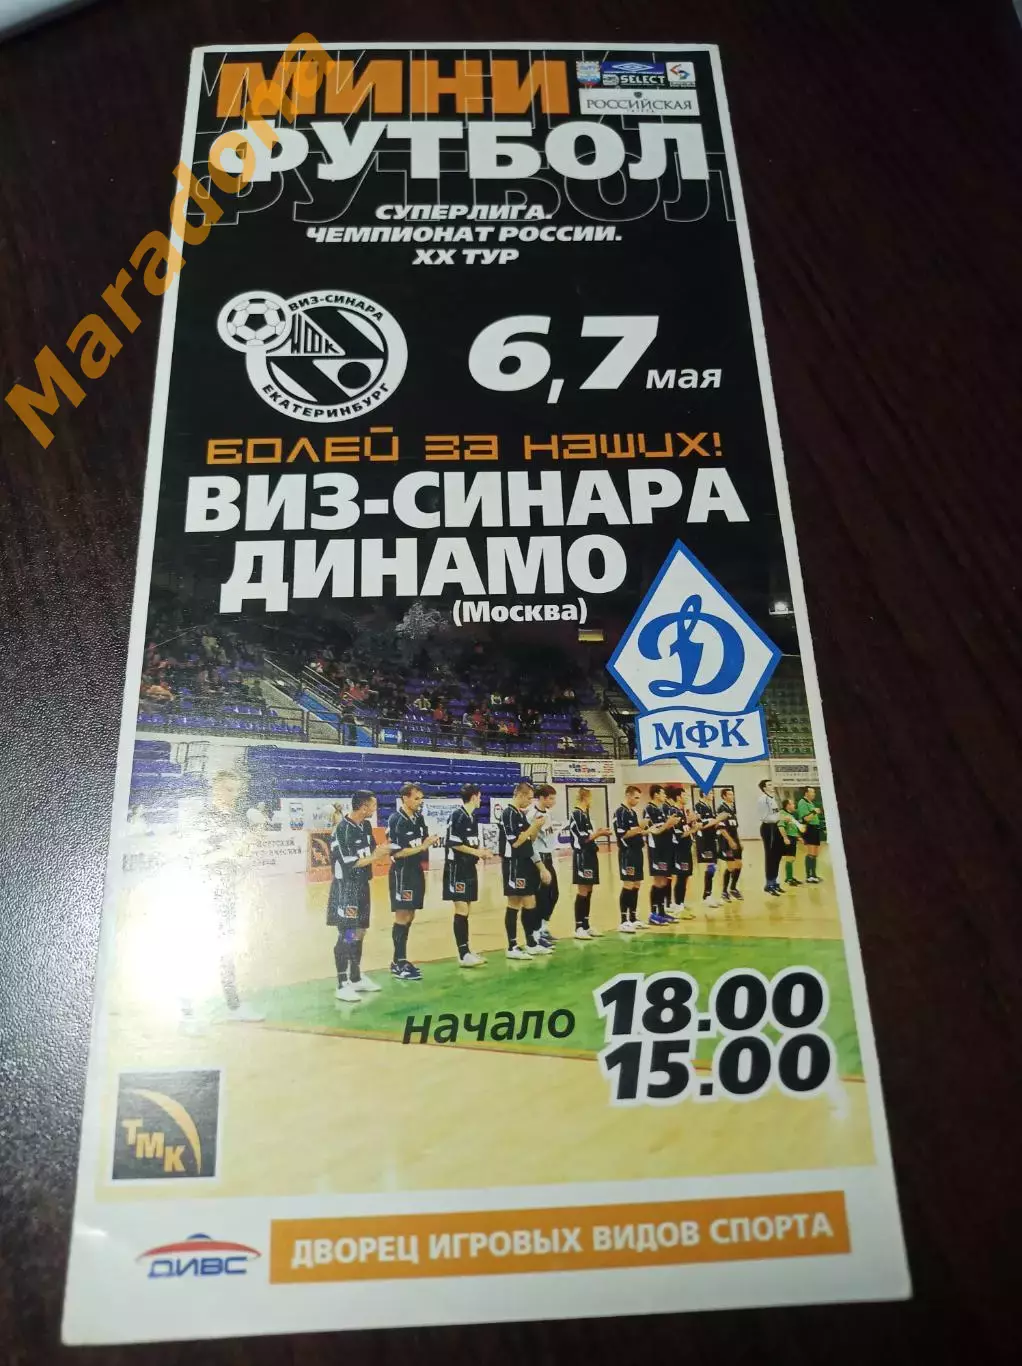 МИНИ
ФУТБОЛ
SELECT
РОССИЙСКАЯ
СУПЕРЛИГА.
ЧЕМПИОНАТ РОССИИ.
XX ТУР
ВИЗ-СИНАРА
МФК
ЕКАТЕРИНБУРГ
6,7 мая
БОЛЕЙ ЗА НАШИХ!
ВИЗ-СИНАРА
ДИНАМО
(Москва)
Д
МФК
начало 18.00
15.00
ТМК
ДИВС
ДВОРЕЦ ИГРОВЫХ ВИДОВ СПОРТА
Maradona